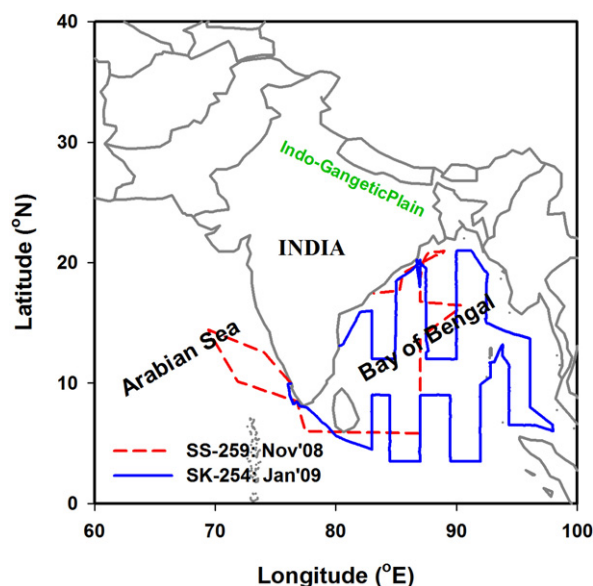 40
30
20
10
0
60
70
80
90
100
Latitude (°N)
Longitude (°E)
Indo-GangeticPlain
INDIA
Arabian Sea
Bay of Bengal
SS-259: Nov'08
SK-254: Jan'09